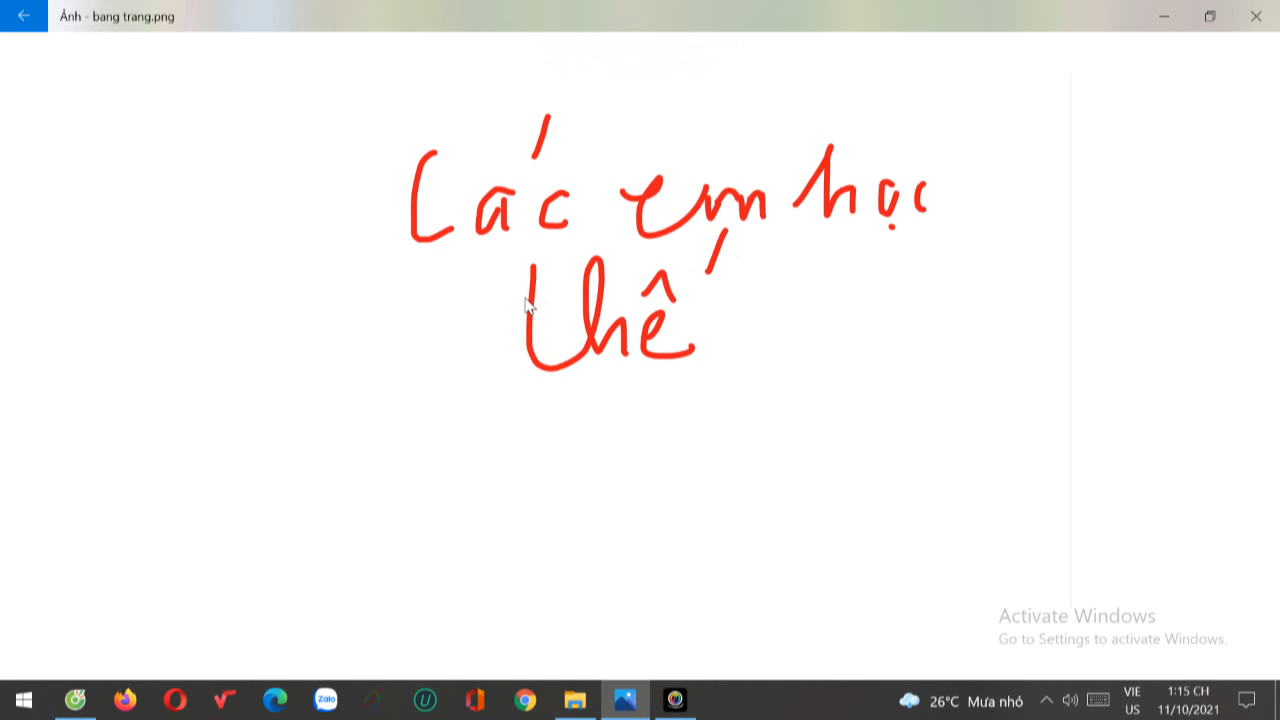 Ảnh - bang trang.png
Các em học
thế
Activate Windows
Go to Settings to activate Windows.
Zalo
26°C Mưa nhỏ
VIE
US
1:15 CH
11/10/2021